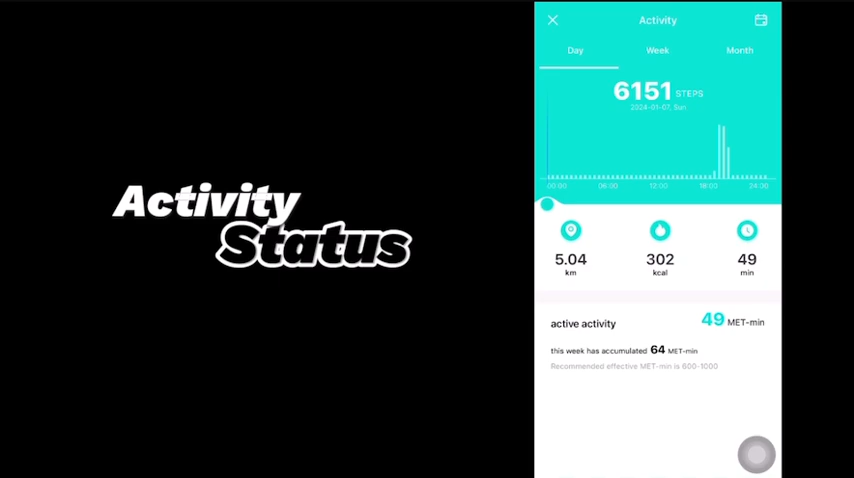 Activity
Status
Activity
Day Week Month
6151 STEPS
2024-01-07, Sun
00:00 06:00 12:00 18:00 24:00
5.04 302 49
km kcal min
active activity 49 MET-min
this week has accumulated 64 MET-min
Recommended effective MET-min is 600-1000